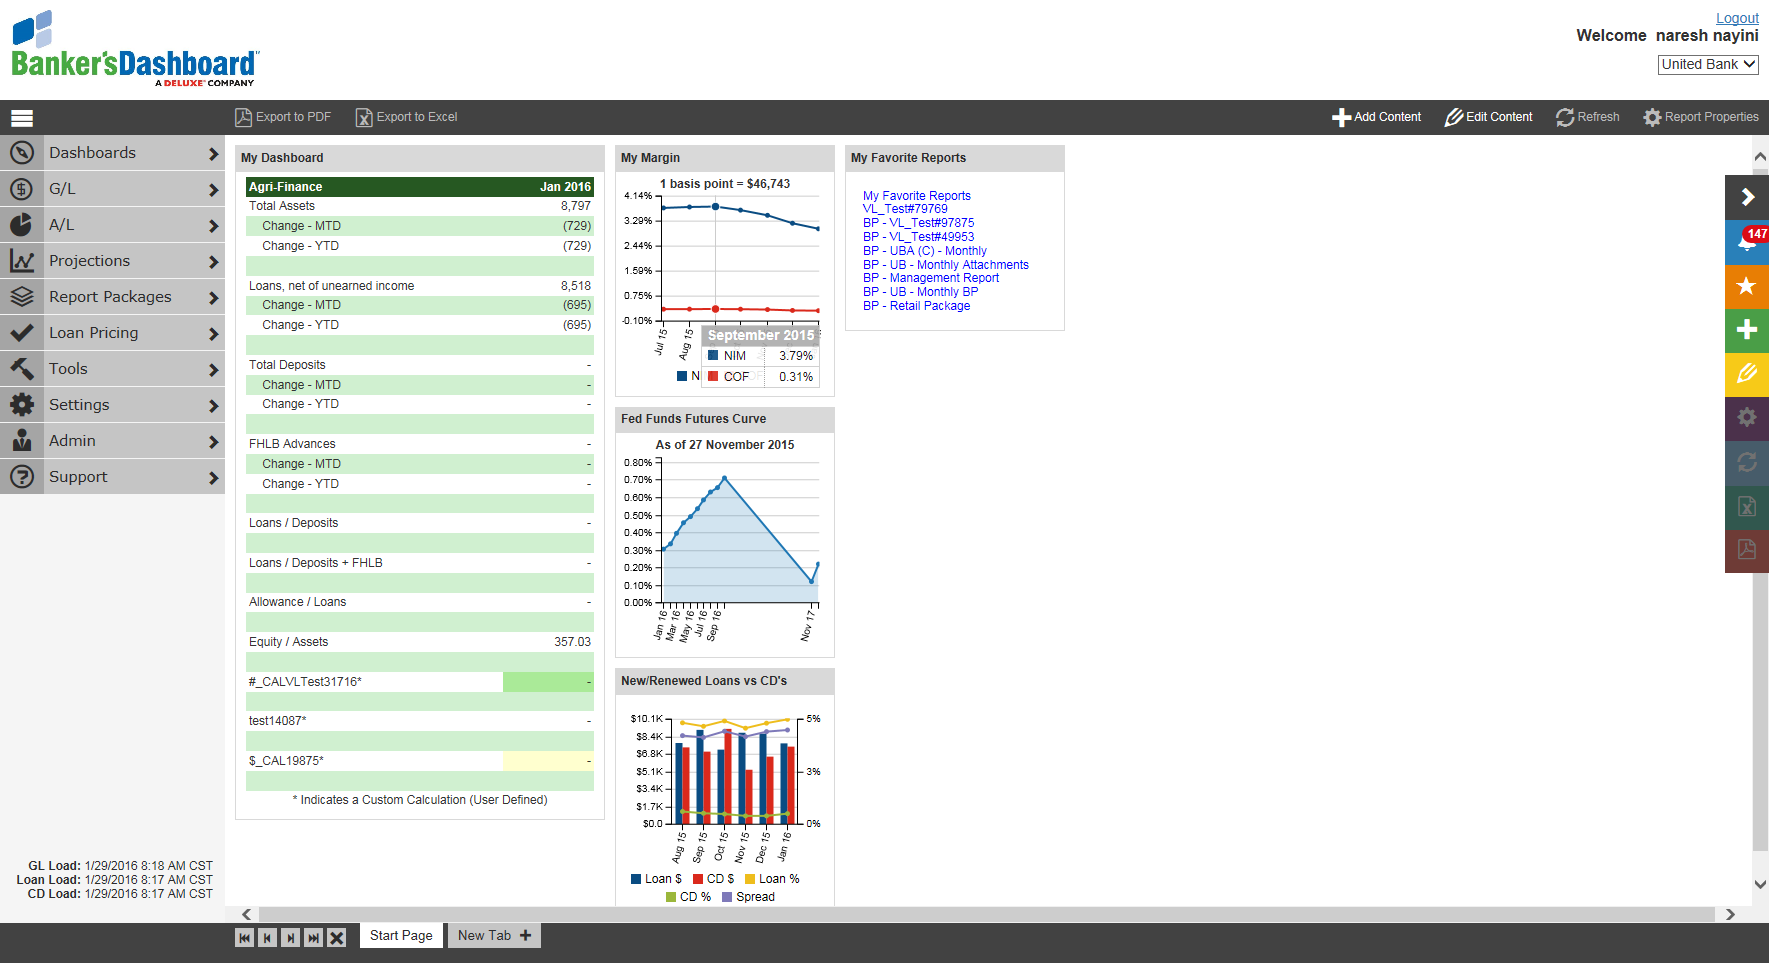 Logout
Welcome naresh nayini
United Bank
Banker'sDashboard
A DELUXE COMPANY
Export to PDF
Export to Excel
Add Content
Edit Content
Refresh
Report Properties
Dashboards
G/L
A/L
Projections
Report Packages
Loan Pricing
Tools
Settings
Admin
Support
GL Load: 1/29/2016 8:18 AM CST
Loan Load: 1/29/2016 8:17 AM CST
CD Load: 1/29/2016 8:17 AM CST
My Dashboard
Agri-Finance Jan 2016
Total Assets 8,797
Change - MTD (729)
Change - YTD (729)
Loans, net of unearned income 8,518
Change - MTD (695)
Change - YTD (695)
Total Deposits -
Change - MTD -
Change - YTD -
FHLB Advances -
Change - MTD -
Change - YTD -
Loans / Deposits -
Loans / Deposits + FHLB -
Allowance / Loans -
Equity / Assets 357.03
#_CALVLTest31716* -
test14087* -
$_CAL19875* -
* Indicates a Custom Calculation (User Defined)
My Margin
1 basis point = $46,743
4.14%
3.29%
2.44%
1.59%
0.75%
-0.10%
Jul 15
Aug 15
September 2015
NIM 3.79%
COF 0.31%
Fed Funds Futures Curve
As of 27 November 2015
0.80%
0.70%
0.60%
0.50%
0.40%
0.30%
0.20%
0.10%
0.00%
Jan 16
Mar 16
May 16
Jul 16
Sep 16
Nov 17
New/Renewed Loans vs CD's
$10.1K
$8.4K
$6.8K
$5.1K
$3.4K
$1.7K
$0.0
5%
3%
0%
Aug 15
Sep 15
Oct 15
Nov 15
Dec 15
Jan 16
Loan $ CD $ Loan %
CD % Spread
My Favorite Reports
My Favorite Reports
VL_Test#79769
BP - VL_Test#97875
BP - VL_Test#49953
BP - UBA (C) - Monthly
BP - UB - Monthly Attachments
BP - Management Report
BP - UB - Monthly BP
BP - Retail Package
147
Start Page
New Tab